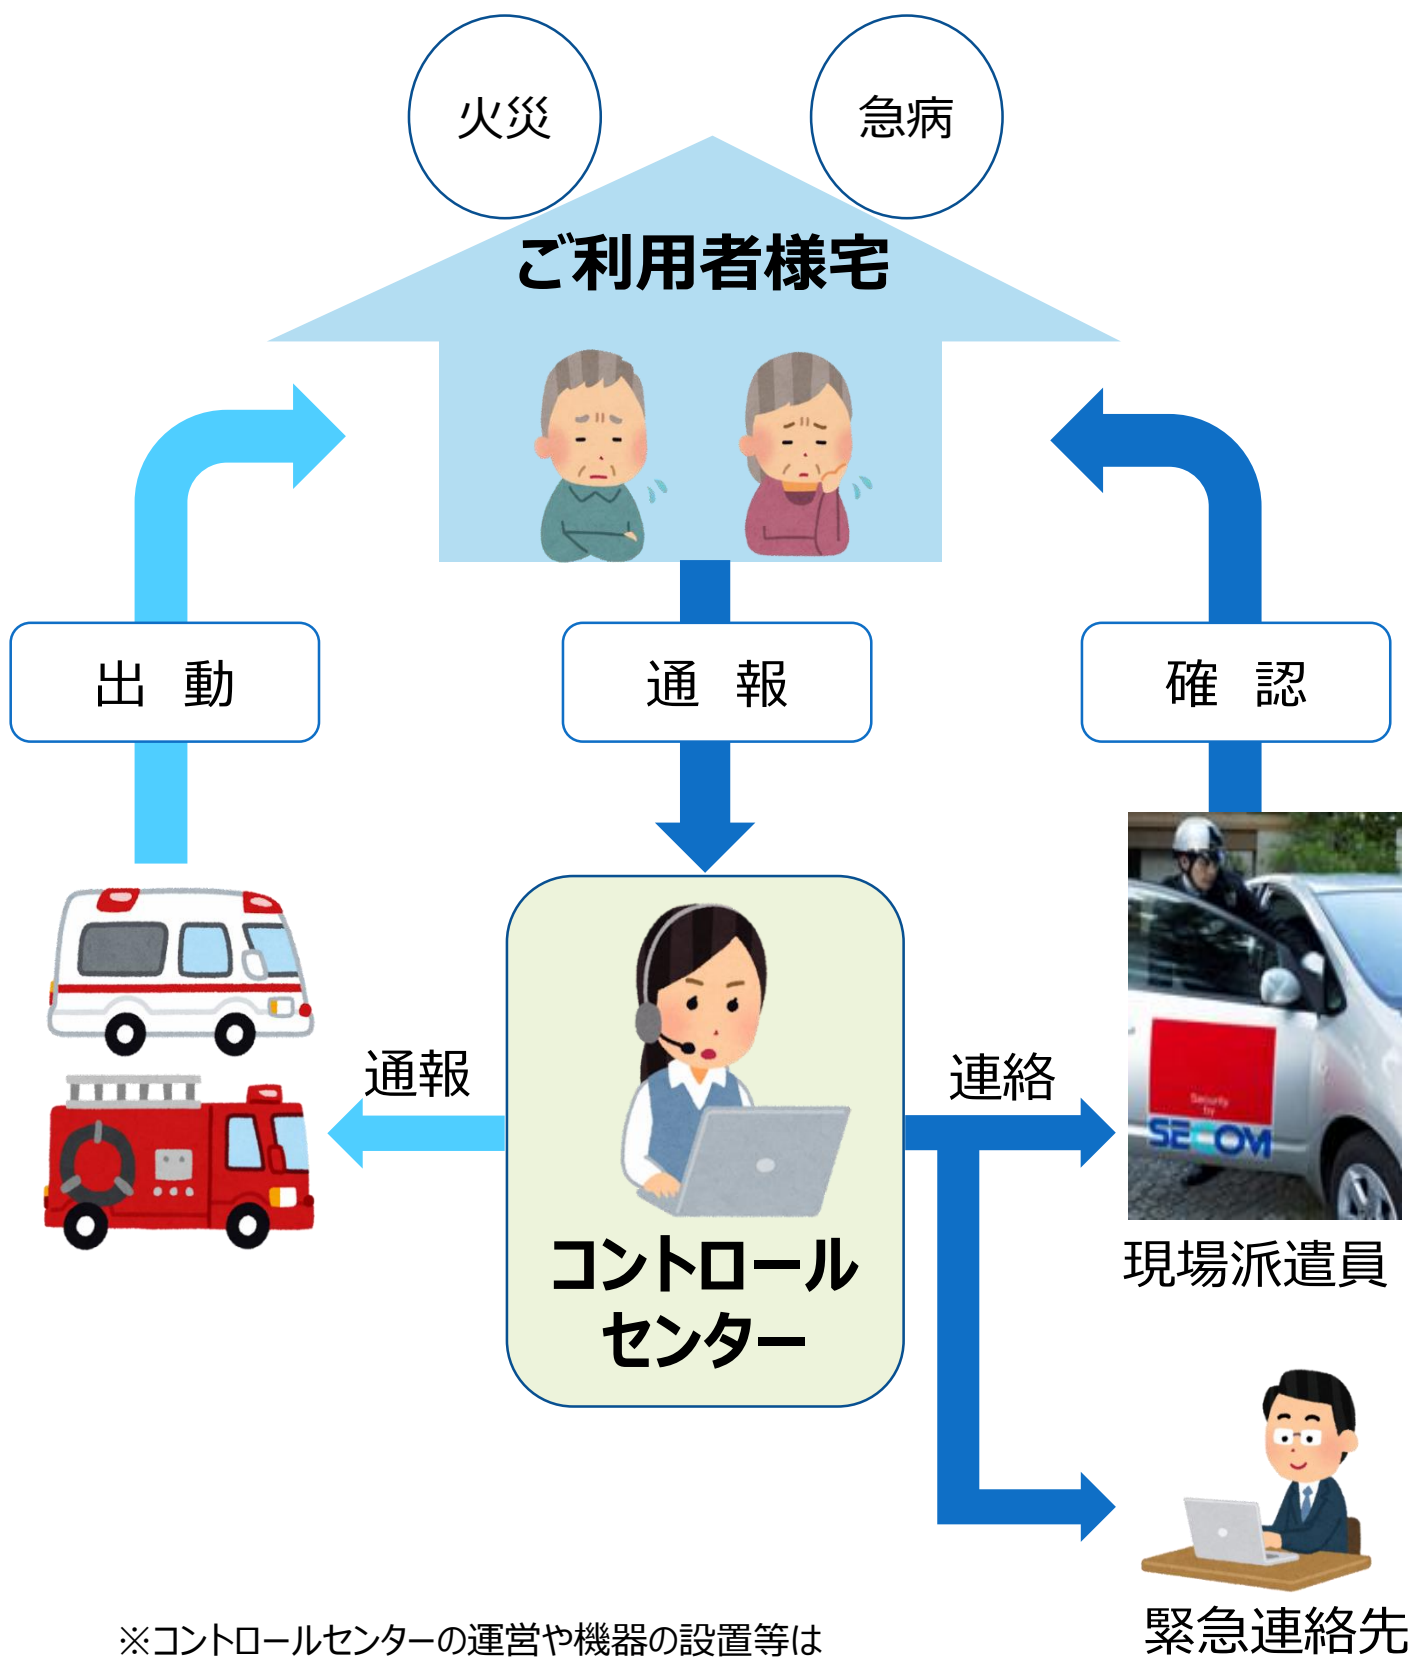 火災
急病
ご利用者様宅
出 動
通 報
確 認
通報
連絡
Security
by
SECOM
コントロール
センター
現場派遣員
緊急連絡先
※コントロールセンターの運営や機器の設置等は